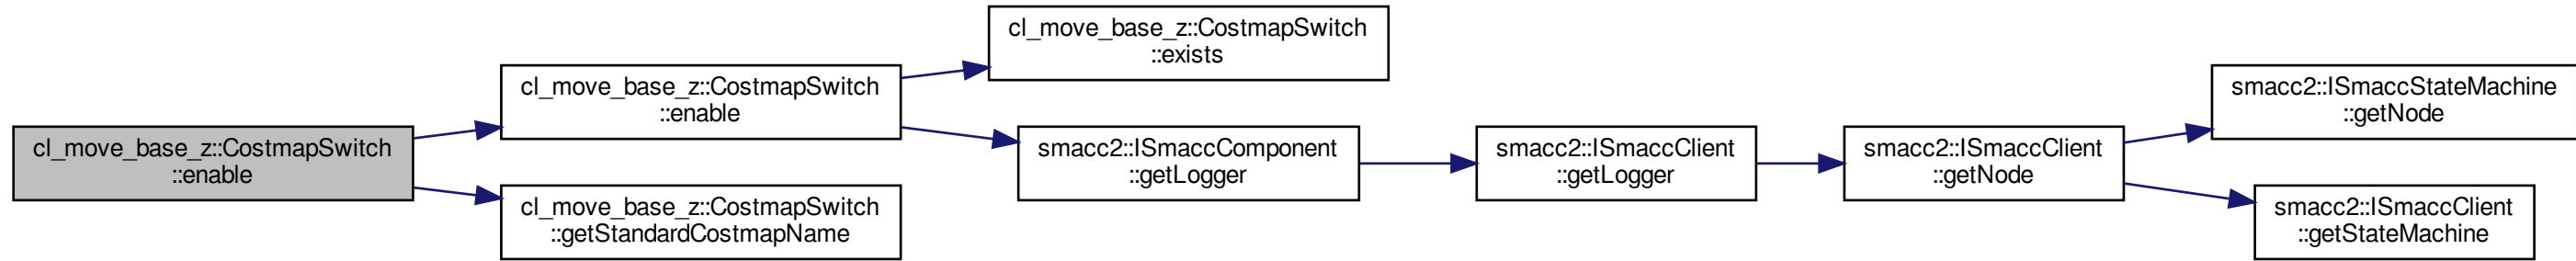 cl_move_base_z::CostmapSwitch
::enable
cl_move_base_z::CostmapSwitch
::enable
cl_move_base_z::CostmapSwitch
::getStandardCostmapName
cl_move_base_z::CostmapSwitch
::exists
smacc2::ISmaccComponent
::getLogger
smacc2::ISmaccClient
::getLogger
smacc2::ISmaccClient
::getNode
smacc2::ISmaccStateMachine
::getNode
smacc2::ISmaccClient
::getStateMachine